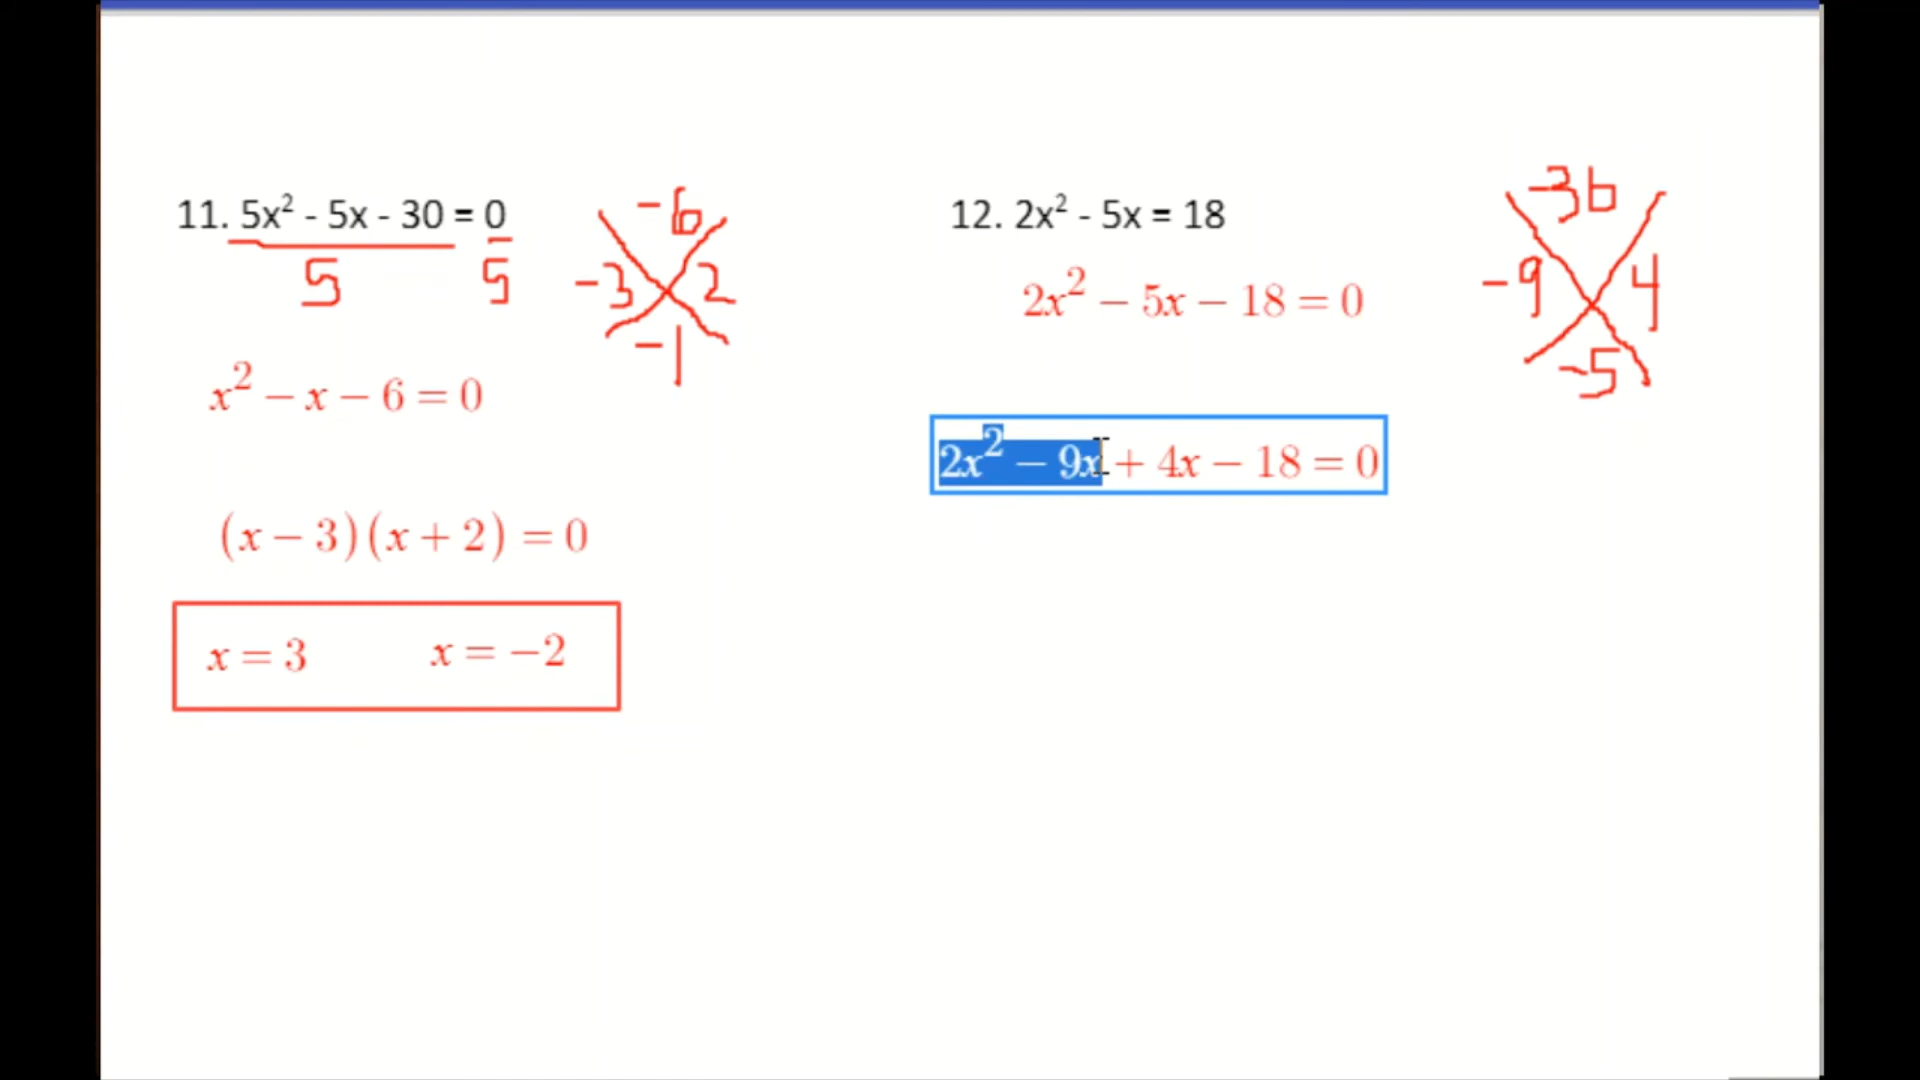 11. 5x² - 5x - 30 = 0
5 5
-6
-3 2
-1
x² − x − 6 = 0
(x − 3)(x + 2) = 0
x = 3 x = −2
12. 2x² - 5x = 18
2x² − 5x − 18 = 0
-36
-9 4
-5
2x² − 9x + 4x − 18 = 0